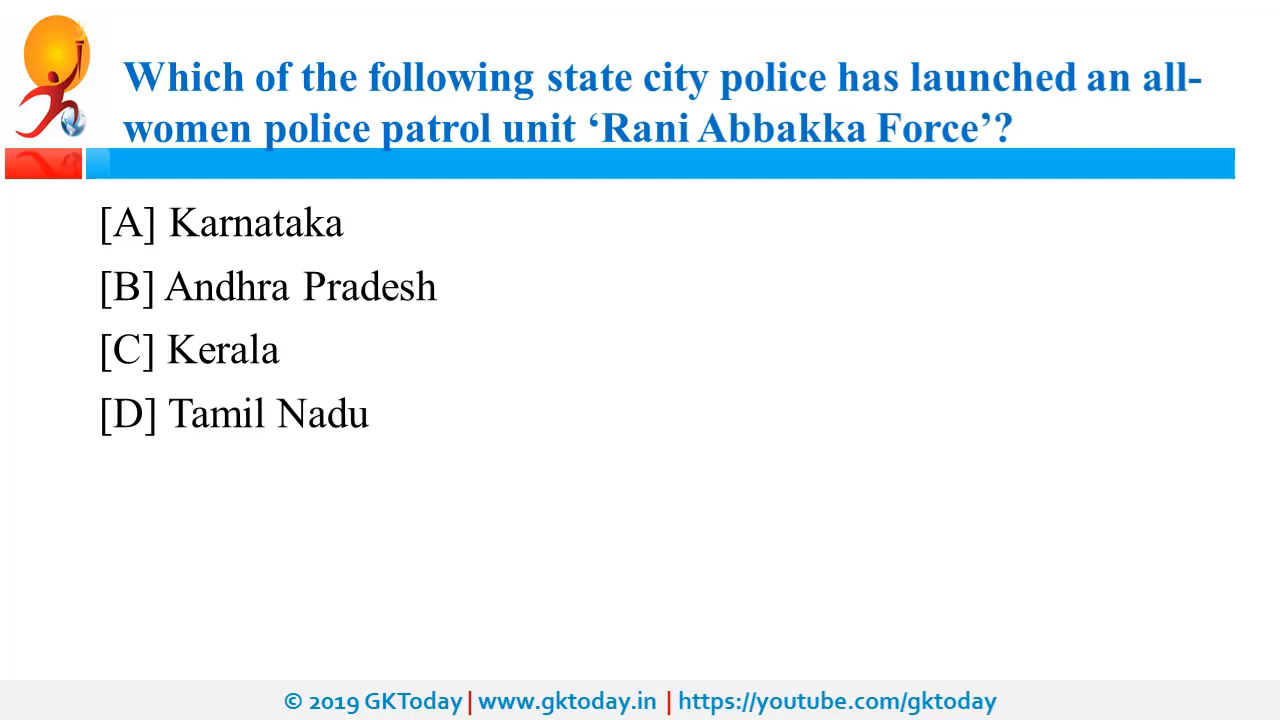 Which of the following state city police has launched an all-
women police patrol unit ‘Rani Abbakka Force’?
[A] Karnataka
[B] Andhra Pradesh
[C] Kerala
[D] Tamil Nadu
© 2019 GKToday | www.gktoday.in | https://youtube.com/gktoday